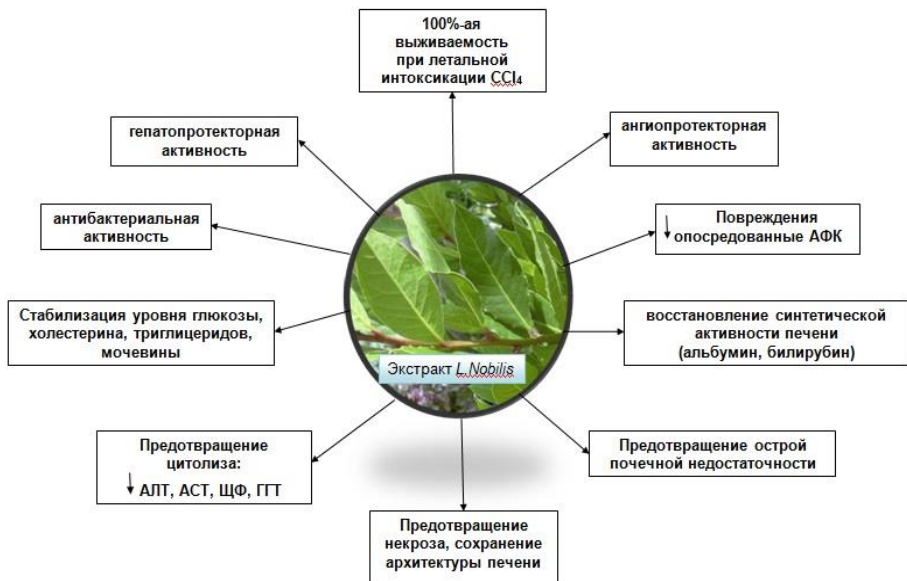 100%-ая
выживаемость
при летальной
интоксикации CCl₄
гепатопротекторная
активность
ангиопротекторная
активность
антибактериальная
активность
↓ Повреждения
опосредованные АФК
Стабилизация уровня глюкозы,
холестерина, триглицеридов,
мочевины
восстановление синтетической
активности печени
(альбумин, билирубин)
Экстракт L.Nobilis
Предотвращение
цитолиза:
↓ АЛТ, АСТ, ЩФ, ГГТ
Предотвращение острой
почечной недостаточности
Предотвращение
некроза, сохранение
архитектуры печени